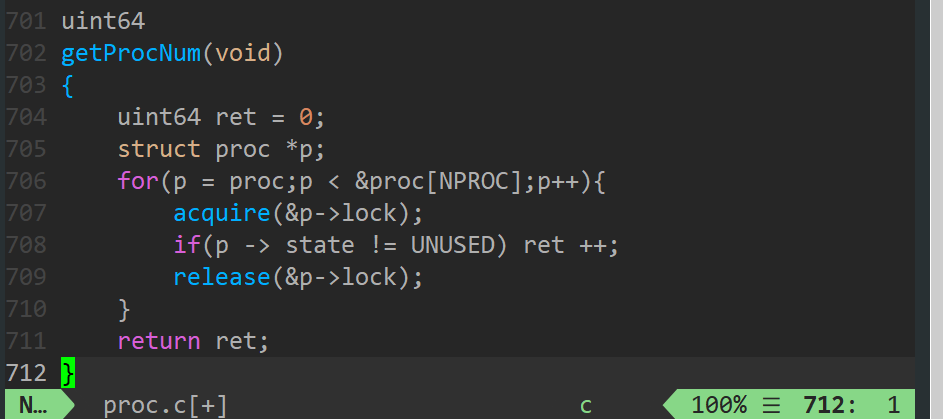 701 uint64
702 getProcNum(void)
703 {
704     uint64 ret = 0;
705     struct proc *p;
706     for(p = proc;p < &proc[NPROC];p++){
707         acquire(&p->lock);
708         if(p -> state != UNUSED) ret ++;
709         release(&p->lock);
710     }
711     return ret;
712 }
N… proc.c[+] c 100% ☰ 712: 1